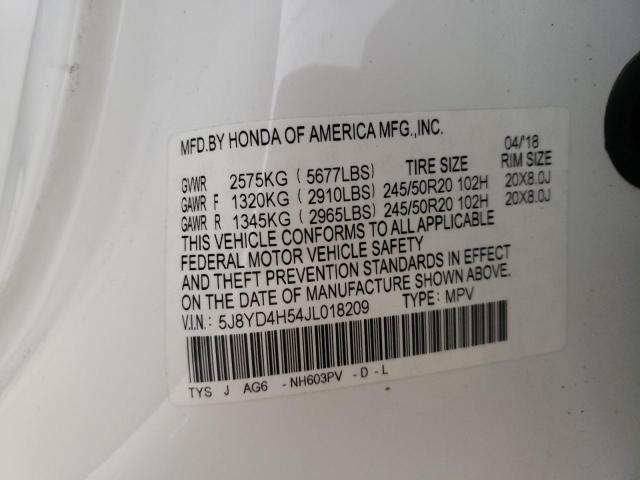 MFD.BY HONDA OF AMERICA MFG.,INC. 04/'18
TIRE SIZE RIM SIZE
GVWR 2575KG ( 5677LBS)
GAWR F 1320KG ( 2910LBS) 245/50R20 102H 20X8.0J
GAWR R 1345KG ( 2965LBS) 245/50R20 102H 20X8.0J
THIS VEHICLE CONFORMS TO ALL APPLICABLE
FEDERAL MOTOR VEHICLE SAFETY
AND THEFT PREVENTION STANDARDS IN EFFECT
ON THE DATE OF MANUFACTURE SHOWN ABOVE.
V.I.N.: 5J8YD4H54JL018209 TYPE: MPV
TYS J AG6 -NH603PV -D-L